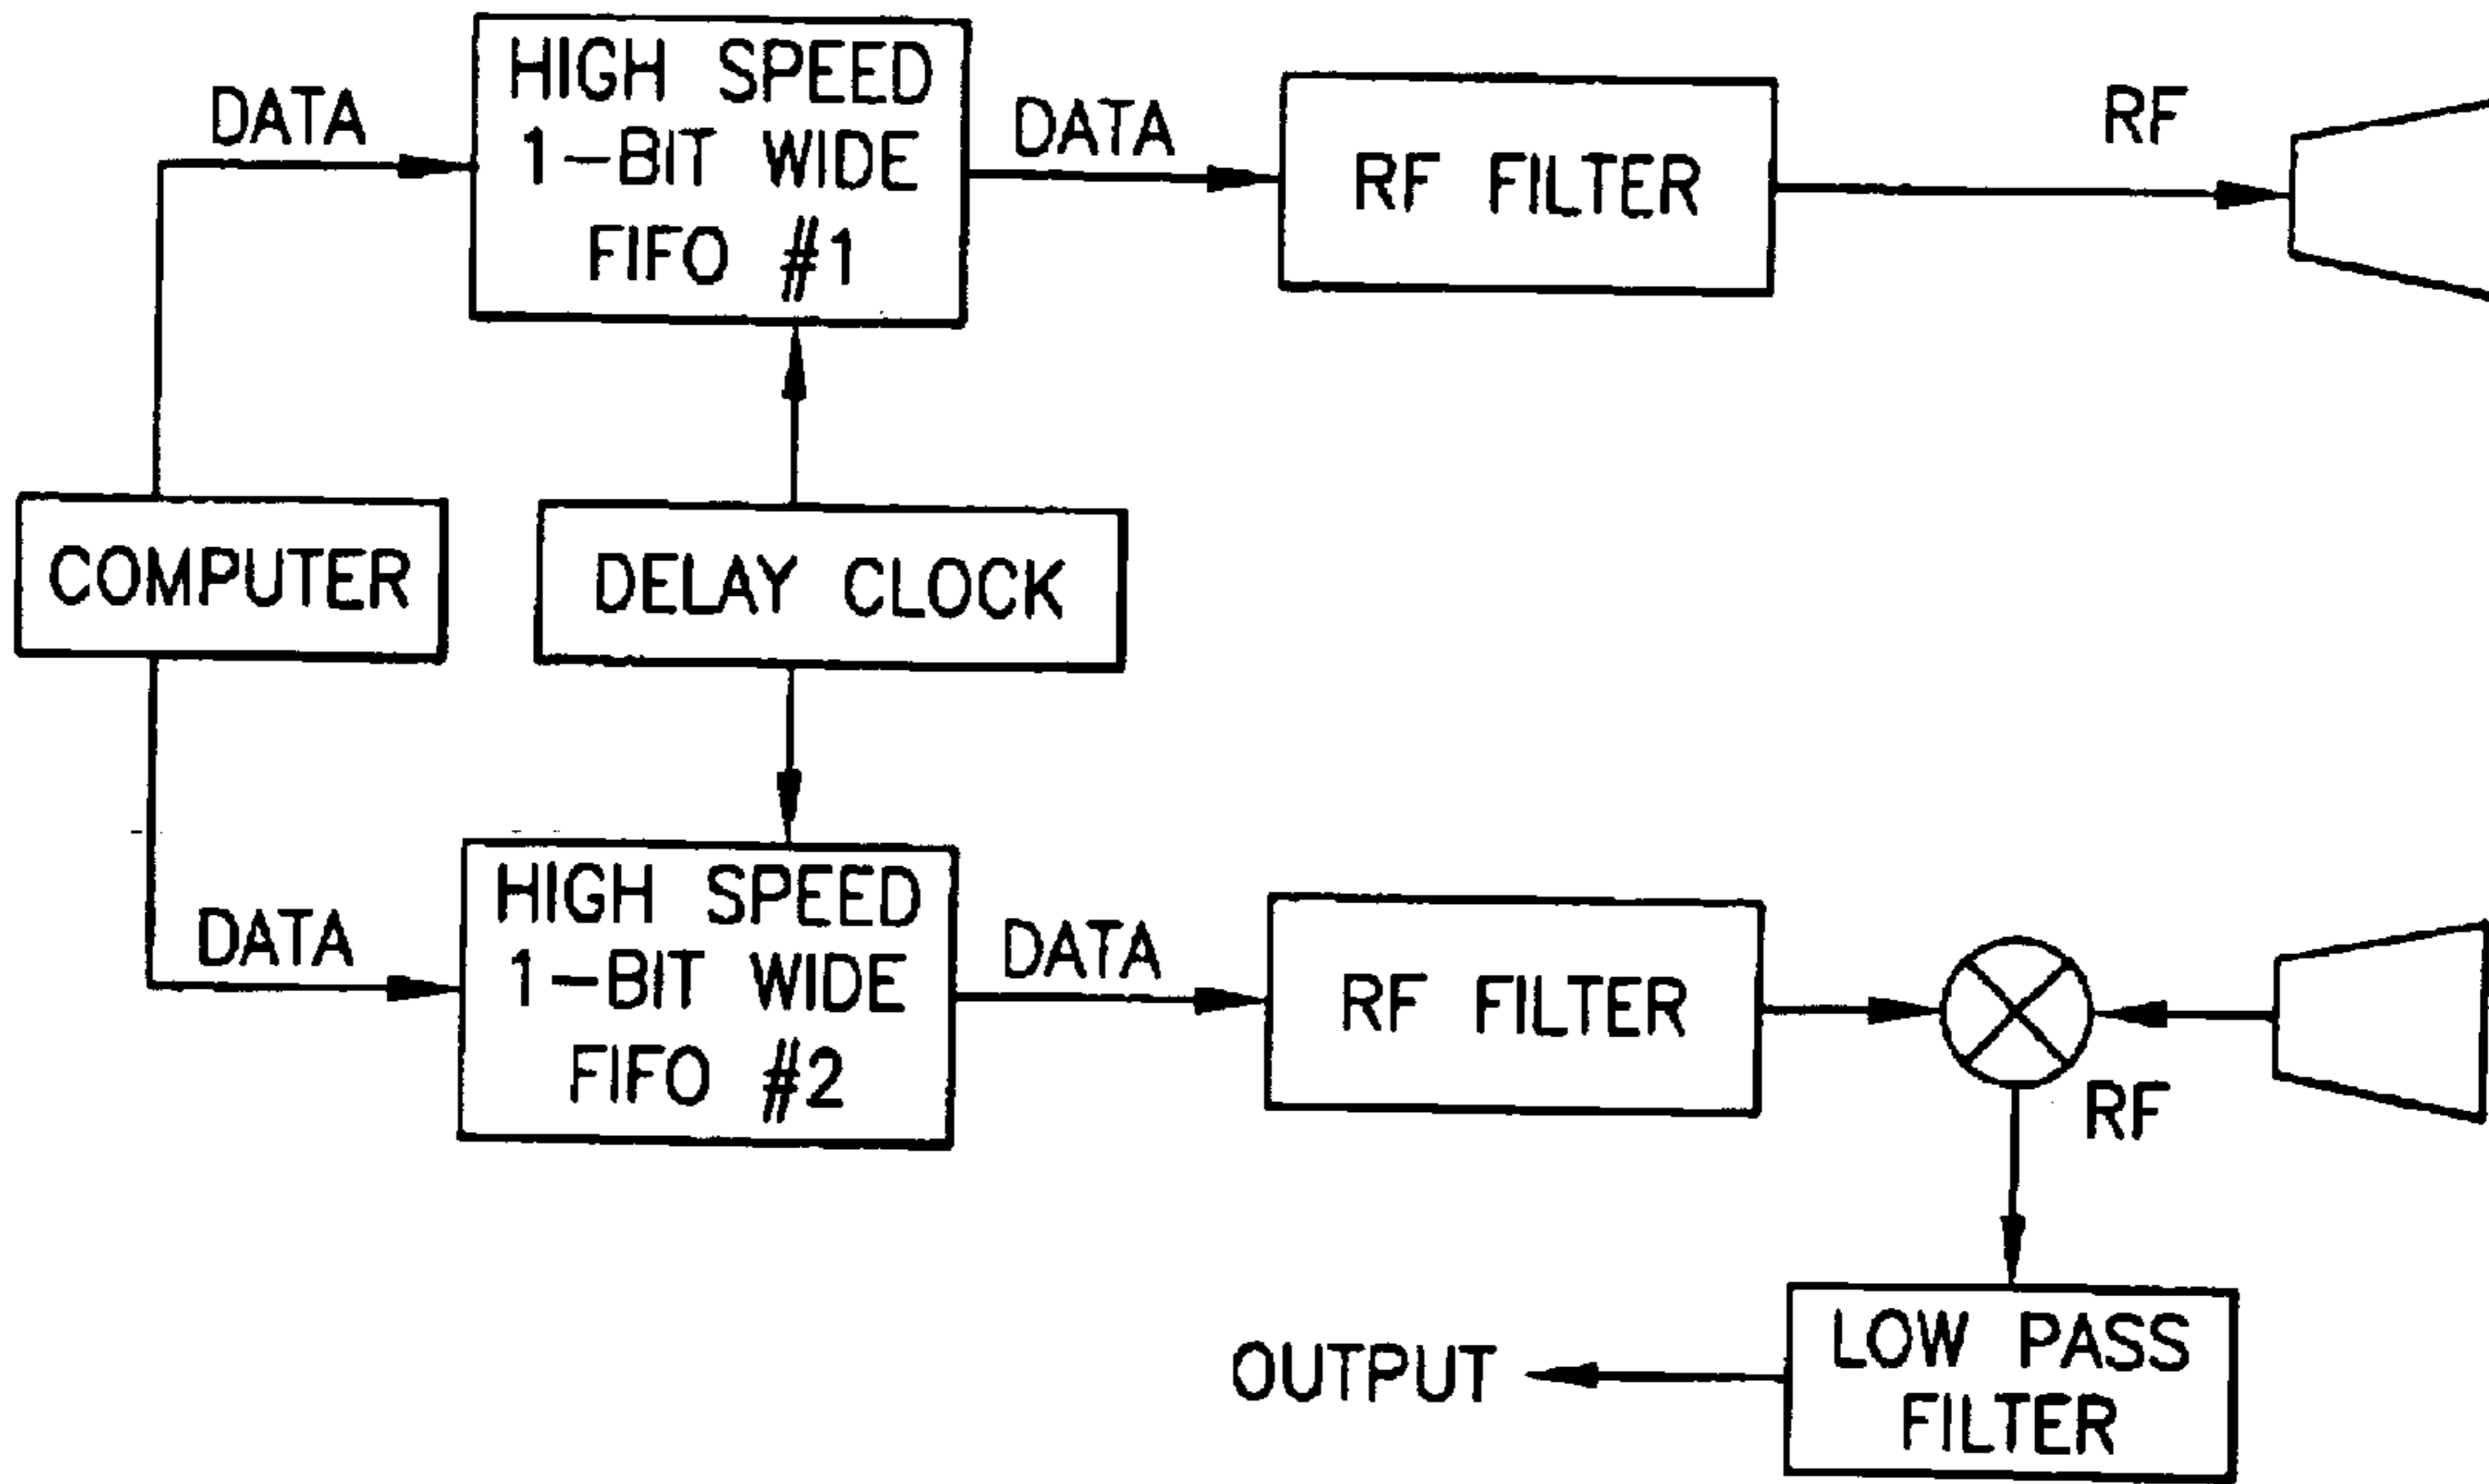 DATA
HIGH SPEED
1-BIT WIDE
FIFO #1
DATA
RF FILTER
RF
COMPUTER
DELAY CLOCK
DATA
HIGH SPEED
1-BIT WIDE
FIFO #2
DATA
RF FILTER
RF
LOW PASS
FILTER
OUTPUT